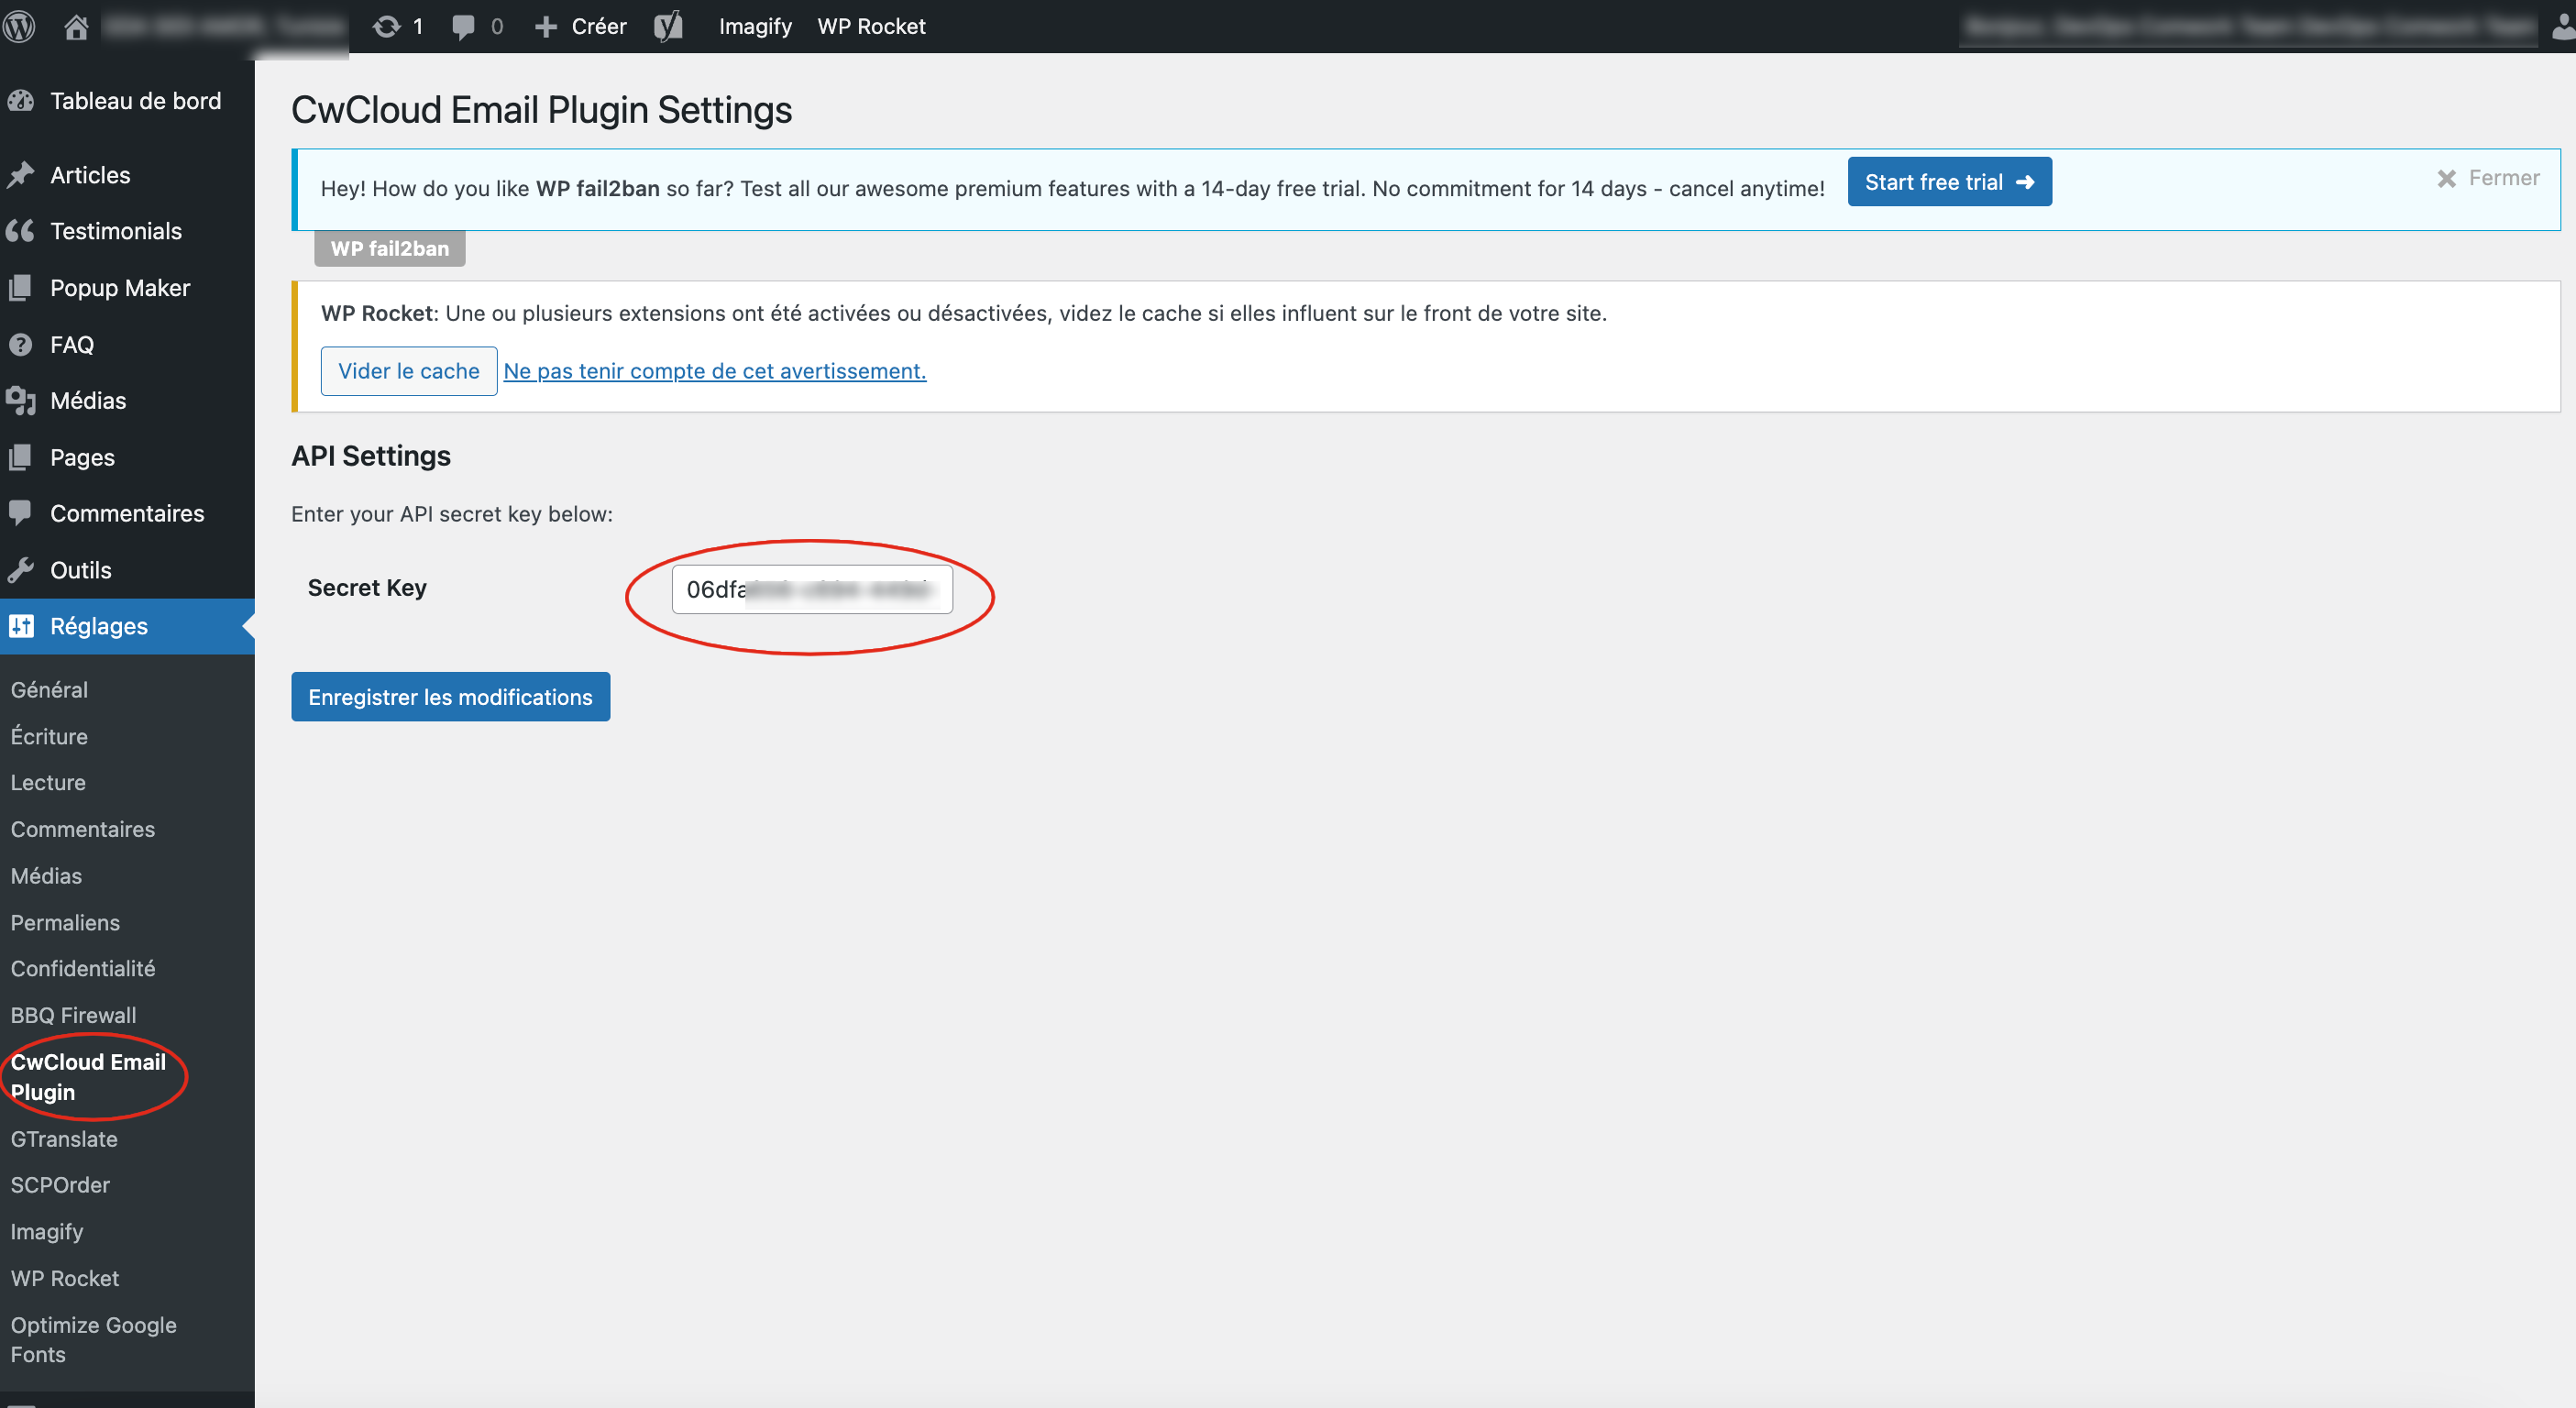 1
0
Créer
Imagify
WP Rocket
Tableau de bord
Articles
Testimonials
Popup Maker
FAQ
Médias
Pages
Commentaires
Outils
Réglages
Général
Écriture
Lecture
Commentaires
Médias
Permaliens
Confidentialité
BBQ Firewall
CwCloud Email
Plugin
GTranslate
SCPOrder
Imagify
WP Rocket
Optimize Google
Fonts
CwCloud Email Plugin Settings
Hey! How do you like WP fail2ban so far? Test all our awesome premium features with a 14-day free trial. No commitment for 14 days - cancel anytime!
Start free trial ➜
Fermer
WP fail2ban
WP Rocket: Une ou plusieurs extensions ont été activées ou désactivées, videz le cache si elles influent sur le front de votre site.
Vider le cache
Ne pas tenir compte de cet avertissement.
API Settings
Enter your API secret key below:
Secret Key
06dfa
Enregistrer les modifications